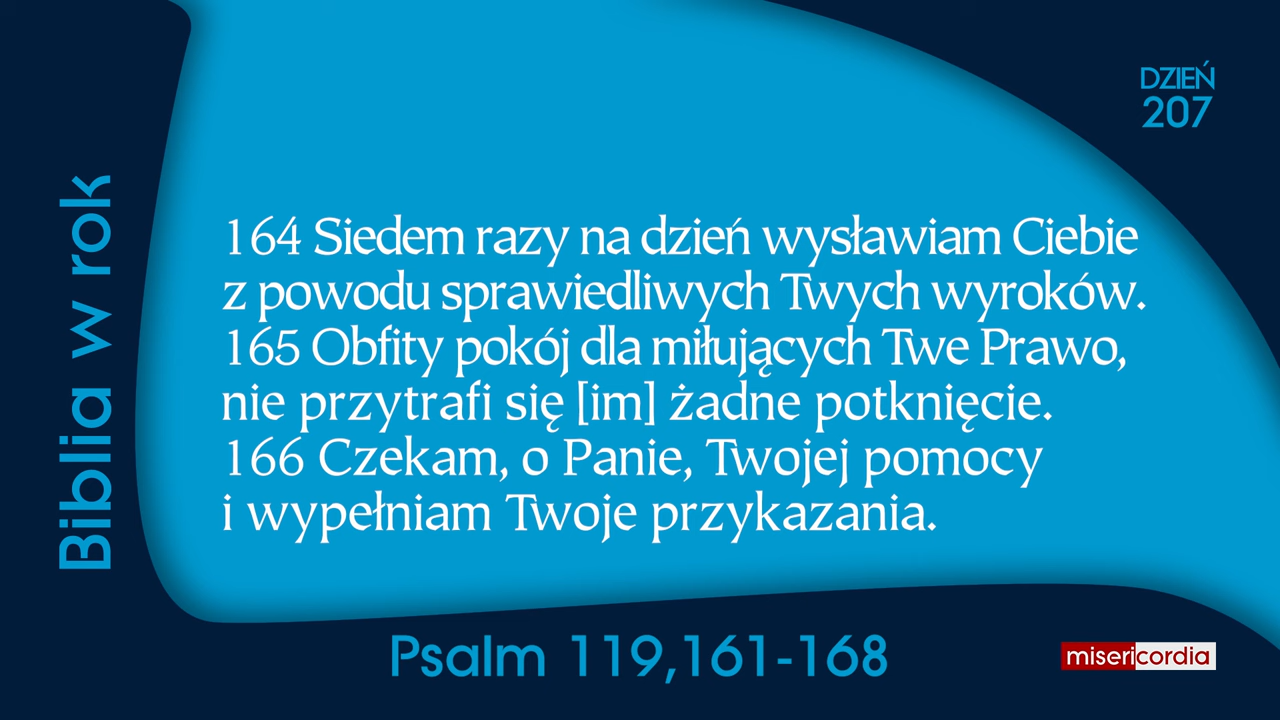 DZIEŃ
207
Biblia w rok
164 Siedem razy na dzień wysławiam Ciebie
z powodu sprawiedliwych Twych wyroków.
165 Obfity pokój dla miłujących Twe Prawo,
nie przytrafi się [im] żadne potknięcie.
166 Czekam, o Panie, Twojej pomocy
i wypełniam Twoje przykazania.
Psalm 119,161-168
misericordia